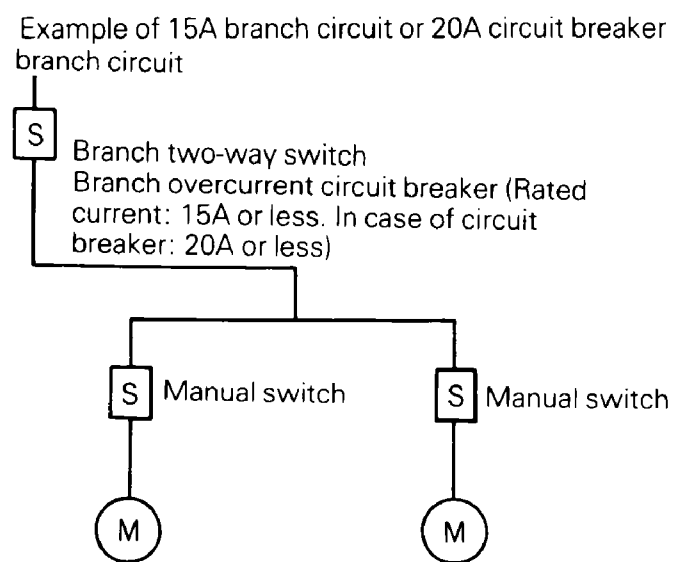 Example of 15A branch circuit or 20A circuit breaker
branch circuit
S
Branch two-way switch
Branch overcurrent circuit breaker (Rated
current: 15A or less. In case of circuit
breaker: 20A or less)
S Manual switch
S Manual switch
M
M